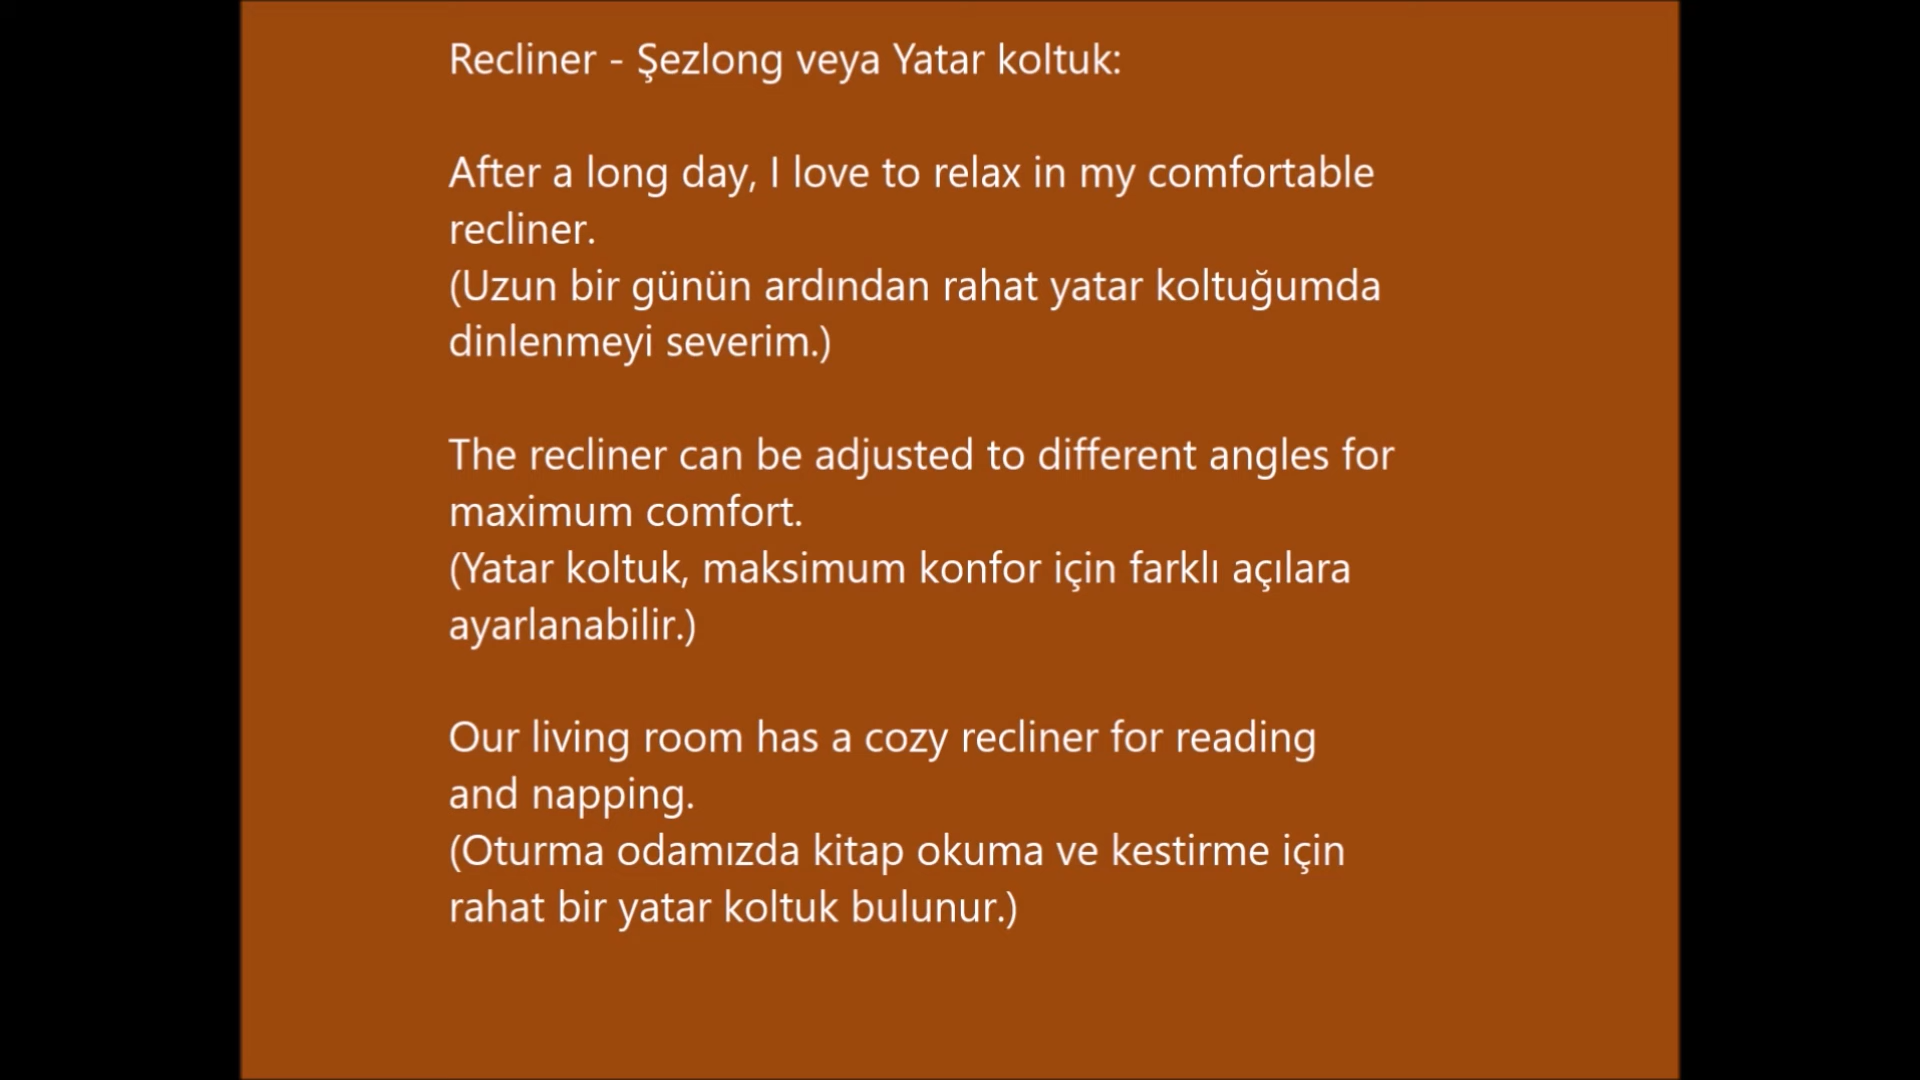 Recliner - Şezlong veya Yatar koltuk:
After a long day, I love to relax in my comfortable
recliner.
(Uzun bir günün ardından rahat yatar koltuğumda
dinlenmeyi severim.)
The recliner can be adjusted to different angles for
maximum comfort.
(Yatar koltuk, maksimum konfor için farklı açılara
ayarlanabilir.)
Our living room has a cozy recliner for reading
and napping.
(Oturma odamızda kitap okuma ve kestirme için
rahat bir yatar koltuk bulunur.)